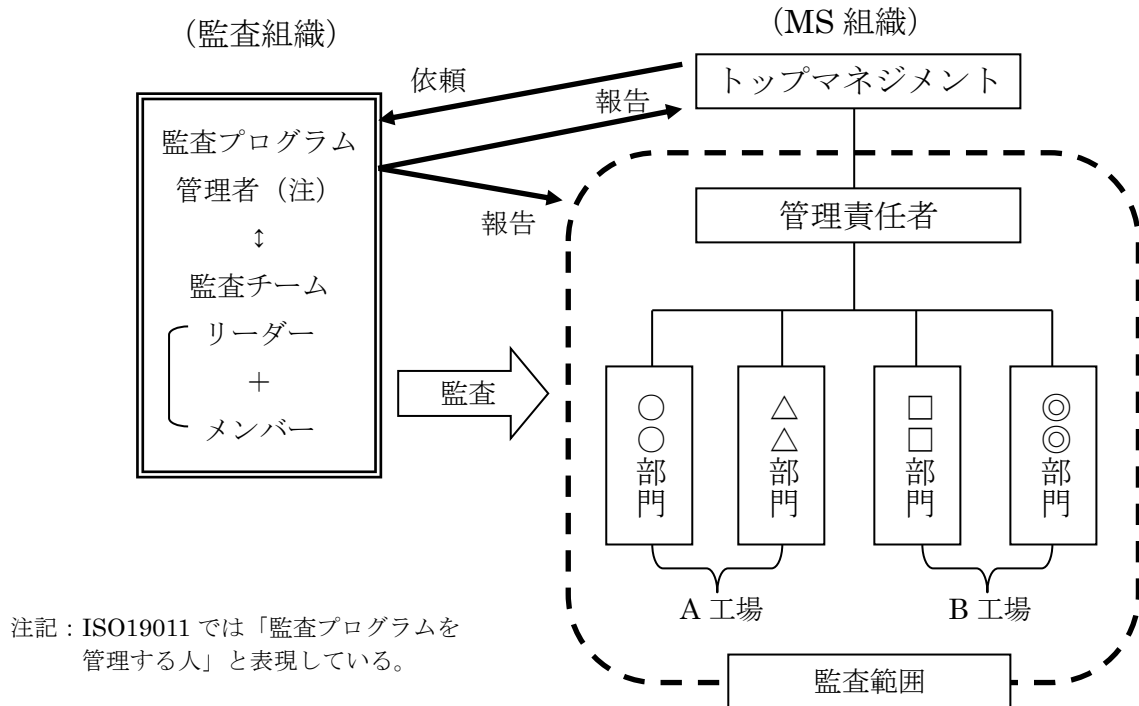 （監査組織）
（MS 組織）
依頼
報告
トップマネジメント
監査プログラム
管理者（注）
↕
監査チーム
リーダー
＋
メンバー
報告
管理責任者
監査
○○部門
△△部門
□□部門
◎◎部門
A 工場
B 工場
注記：ISO19011 では「監査プログラムを
管理する人」と表現している。
監査範囲